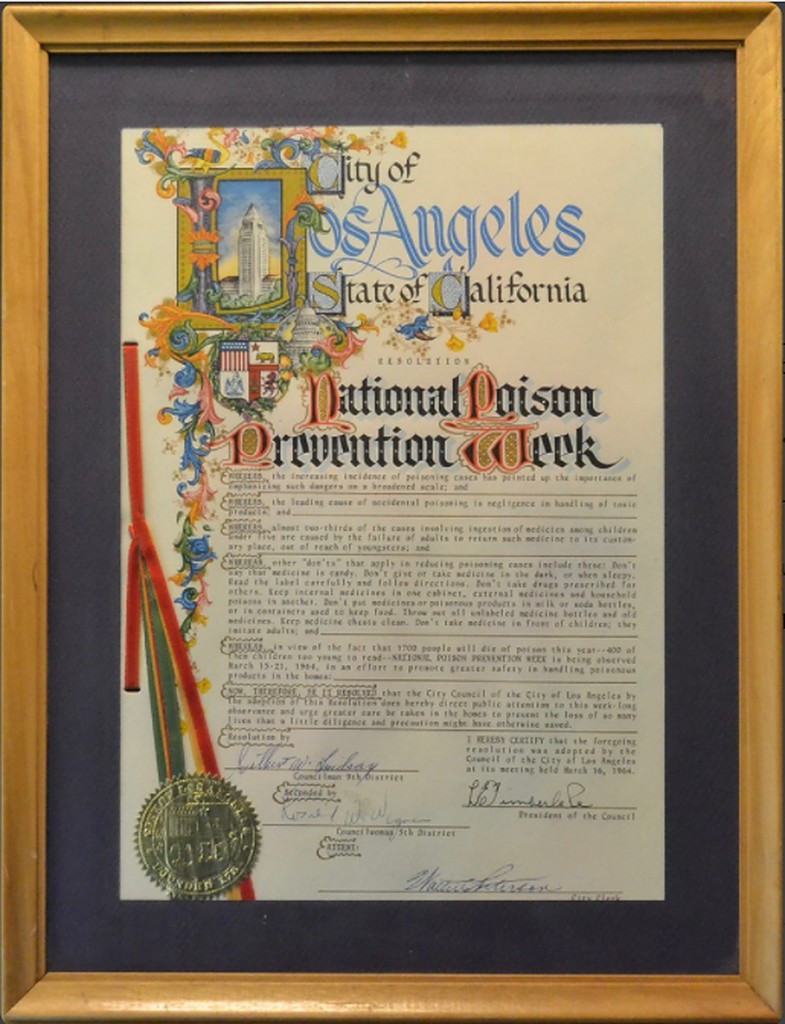 City of
Los Angeles
State of California
RESOLUTION
National Poison
Prevention Week
WHEREAS, the increasing incidence of poisoning cases has pointed up the importance of
emphasizing such dangers on a broadened scale; and
WHEREAS, the leading cause of accidental poisoning is negligence in handling of toxic
products; and
WHEREAS, almost two-thirds of the cases involving ingestion of medicines among children
under five are caused by the failure of adults to return such medicine to its custom-
ary place, out of reach of youngsters; and
WHEREAS, other "don'ts" that apply in reducing poisoning cases include these: Don't
say that medicine is candy. Don't give or take medicine in the dark, or when sleepy.
Read the label carefully and follow directions. Don't take drugs prescribed for
others. Keep internal medicines in one cabinet, external medicines and household
poisons in another. Don't put medicines or poisonous products in milk or soda bottles,
or in containers used to keep food. Throw out all unlabeled medicine bottles and old
medicines. Keep medicine chests clean. Don't take medicine in front of children; they
imitate adults; and
WHEREAS, in view of the fact that 1700 people will die of poison this year--400 of
them children too young to read--NATIONAL POISON PREVENTION WEEK is being observed
March 15-21, 1964, in an effort to promote greater safety in handling poisonous
products in the homes:
NOW, THEREFORE, BE IT RESOLVED that the City Council of the City of Los Angeles by
the adoption of this Resolution does hereby direct public attention to this week-long
observance and urge greater care be taken in the homes to prevent the loss of so many
lives that a little diligence and precaution might have otherwise saved.
Resolution by
Gilbert W. Lindsay
Councilman 9th District
Seconded by
Rosalind W. Wyman
Councilwoman/5th District
ATTEST:
I HEREBY CERTIFY that the foregoing
resolution was adopted by the
Council of the City of Los Angeles
at its meeting held March 16, 1964.
L E Timberlake
President of the Council
Walter Peterson
City Clerk
FOUNDED